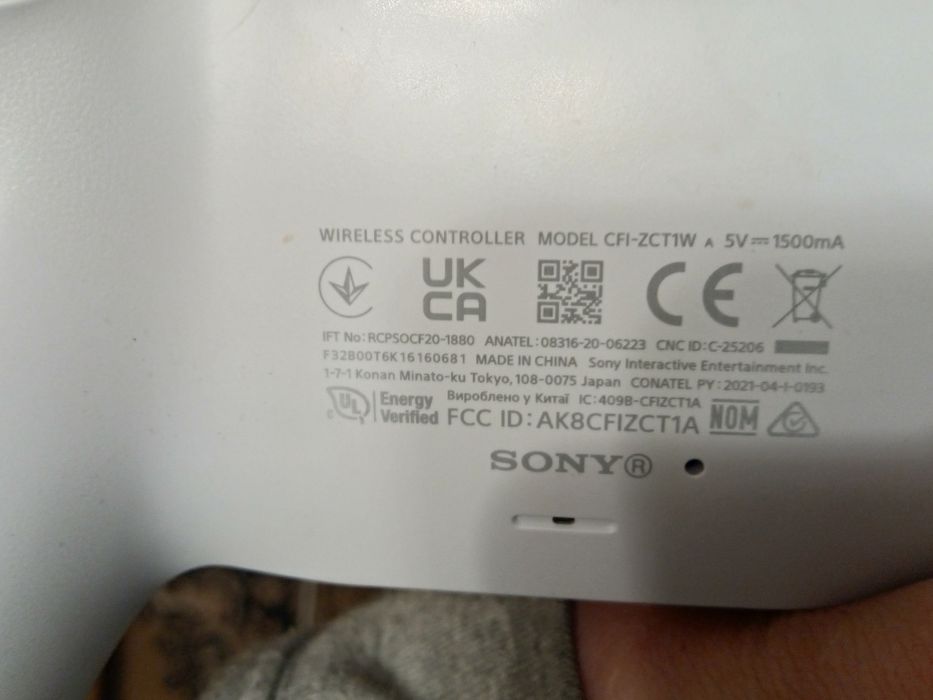 WIRELESS CONTROLLER MODEL CFI-ZCT1W A 5V⎓1500mA
UK
CA
CE
IFT No:RCPSOCF20-1880 ANATEL:08316-20-06223 CNC ID:C-25206
F32B00T6K16160681 MADE IN CHINA Sony Interactive Entertainment Inc.
1-7-1 Konan Minato-ku Tokyo,108-0075 Japan CONATEL PY:2021-04-I-0193
Вироблено у Китаї IC:409B-CFIZCT1A
c UL Energy Verified FCC ID:AK8CFIZCT1A NOM
SONY®